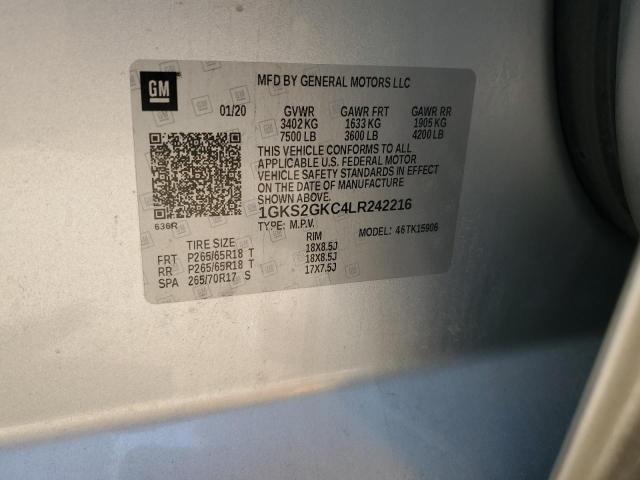 GM
MFD BY GENERAL MOTORS LLC
01/20 GVWR GAWR FRT GAWR RR
3402 KG 1633 KG 1905 KG
7500 LB 3600 LB 4200 LB
THIS VEHICLE CONFORMS TO ALL
APPLICABLE U.S. FEDERAL MOTOR
VEHICLE SAFETY STANDARDS IN EFFECT
ON THE DATE OF MANUFACTURE SHOWN ABOVE.
1GKS2GKC4LR242216
636R
TYPE: M.P.V. MODEL: 46 TK15906
TIRE SIZE RIM
FRT P265/65R18 T 18X8.5J
RR P265/65R18 T 18X8.5J
SPA 265/70R17 S 17X7.5J